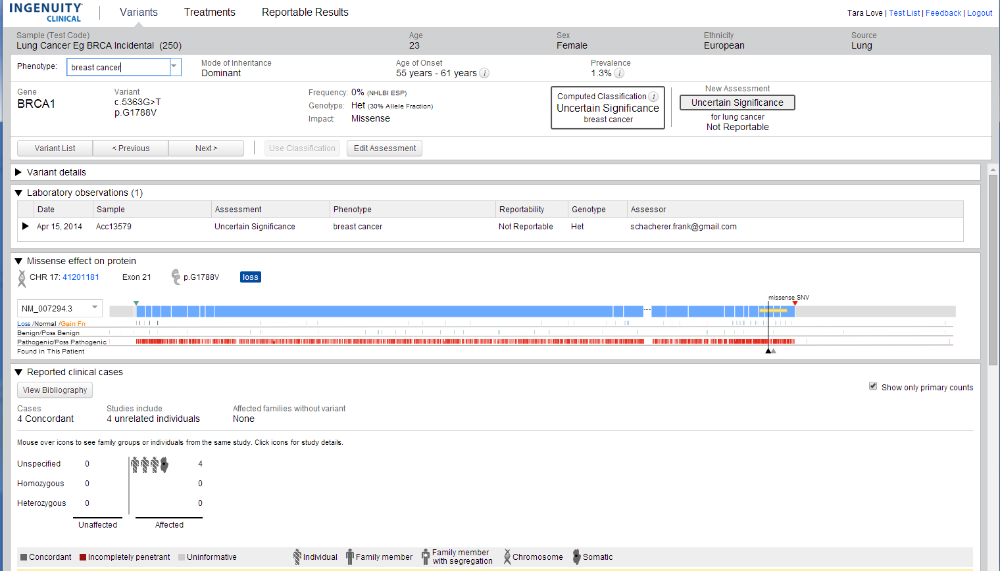 INGENUITY
CLINICAL
Variants Treatments Reportable Results
Tara Love | Test List | Feedback | Logout
Sample (Test Code) Age Sex Ethnicity Source
Lung Cancer Eg BRCA Incidental (250) 23 Female European Lung
Phenotype: breast cancer
Mode of Inheritance Age of Onset Prevalence
Dominant 55 years - 61 years i 1.3% i
Gene Variant
BRCA1 c.5363G>T
p.G1788V
Frequency: 0% (NHLBI ESP)
Genotype: Het (30% Allele Fraction)
Impact: Missense
Computed Classification i
Uncertain Significance
breast cancer
New Assessment
Uncertain Significance
for lung cancer
Not Reportable
Variant List < Previous Next > Use Classification Edit Assessment
Variant details
Laboratory observations (1)
Date Sample Assessment Phenotype Reportability Genotype Assessor
Apr 15, 2014 Acc13579 Uncertain Significance breast cancer Not Reportable Het schacherer.frank@gmail.com
Missense effect on protein
CHR 17: 41201181 Exon 21 p.G1788V loss
missense SNV
NM_007294.3
Loss /Normal /Gain Fn
Benign/Poss Benign
Pathogenic/Poss Pathogenic
Found in This Patient
Reported clinical cases
View Bibliography
Show only primary counts
Cases Studies include Affected families without variant
4 Concordant 4 unrelated individuals None
Mouse over icons to see family groups or individuals from the same study. Click icons for study details.
Unspecified 0 4
Homozygous 0 0
Heterozygous 0 0
Unaffected Affected
Concordant Incompletely penetrant Uninformative Individual Family member Family member with segregation Chromosome Somatic